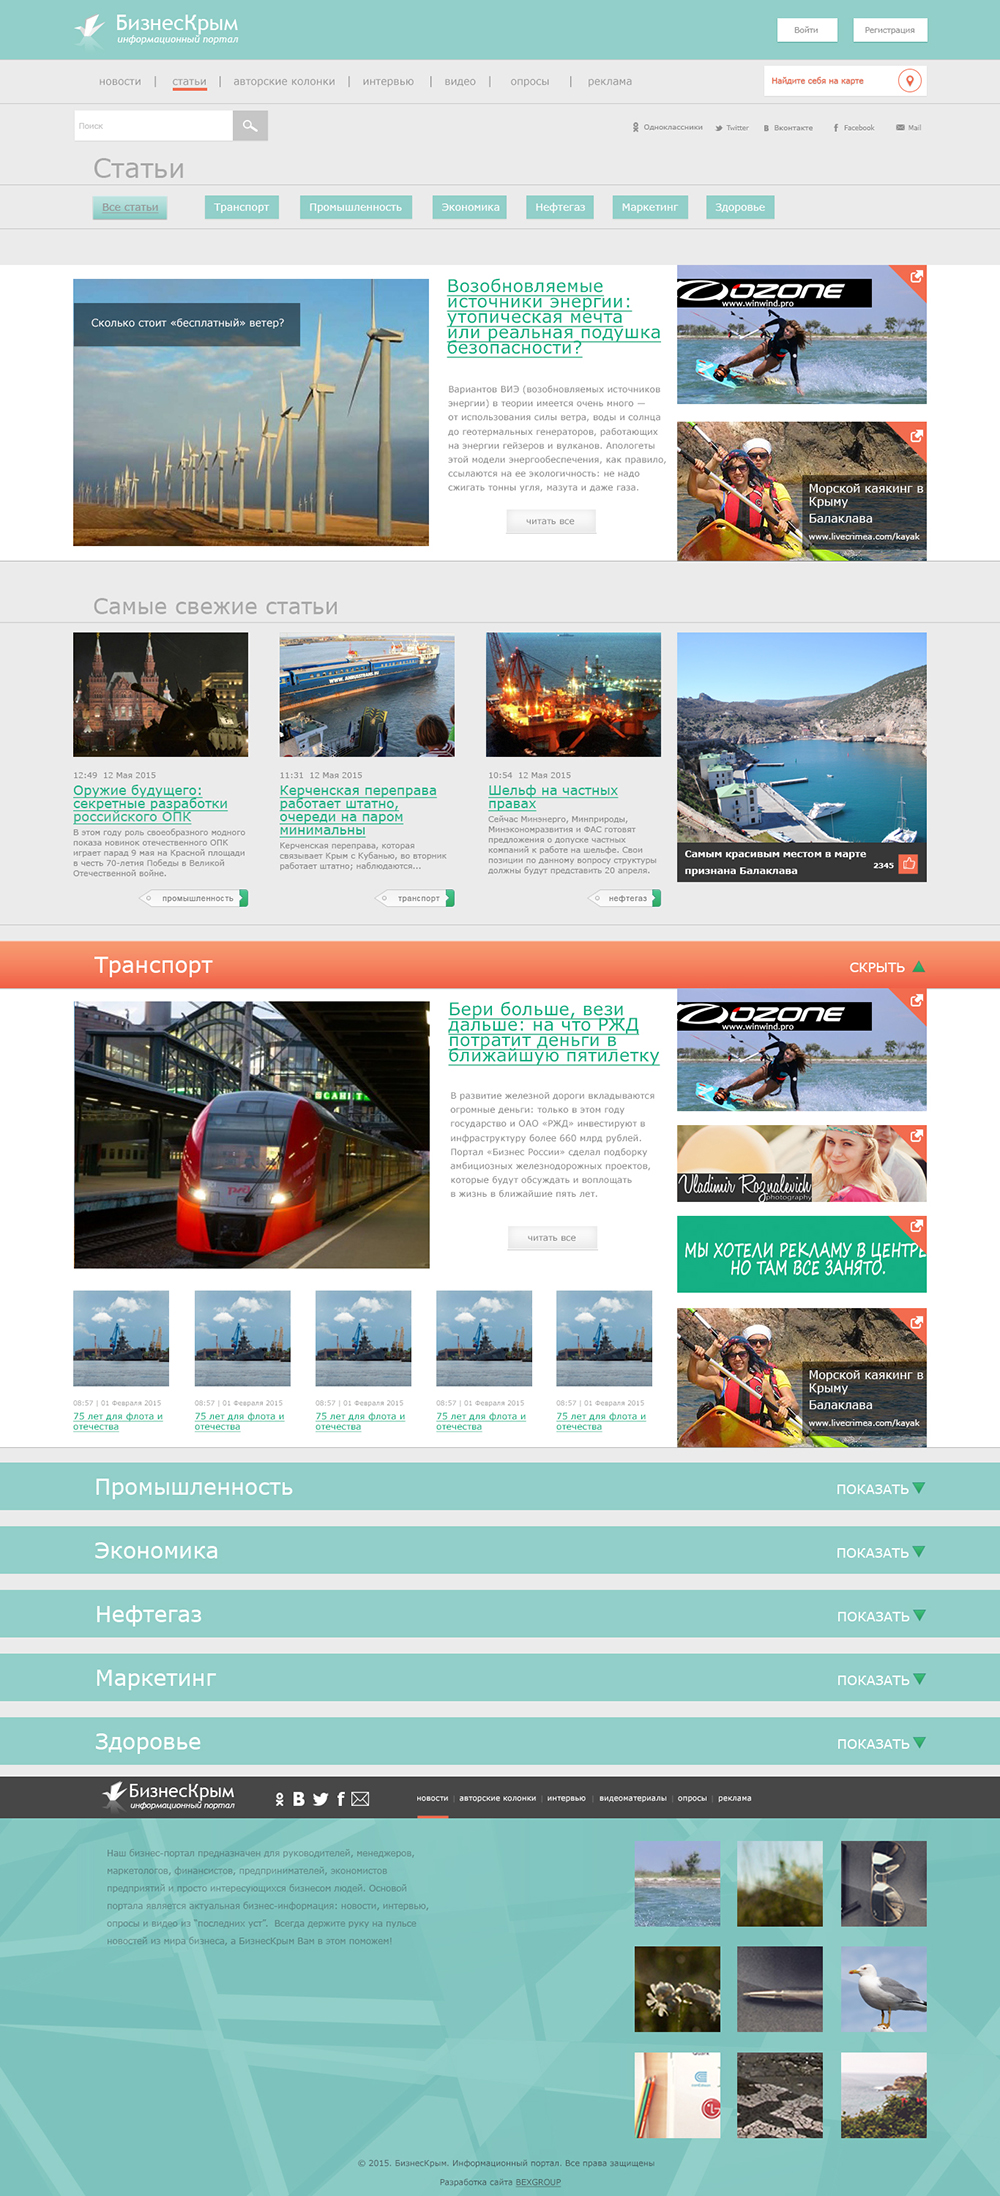 БизнесКрым
информационный портал
Войти
Регистрация
новости | статьи | авторские колонки | интервью | видео | опросы | реклама
Найдите себя на карте
Поиск
Одноклассники Twitter Вконтакте Facebook Mail
Статьи
Все статьи Транспорт Промышленность Экономика Нефтегаз Маркетинг Здоровье
Сколько стоит «бесплатный» ветер?
Возобновляемые
источники энергии:
утопическая мечта
или реальная подушка
безопасности?
Вариантов ВИЭ (возобновляемых источников
энергии) в теории имеется очень много —
от использования силы ветра, воды и солнца
до геотермальных генераторов, работающих
на энергии гейзеров и вулканов. Апологеты
этой модели энергообеспечения, как правило,
ссылаются на ее экологичность: не надо
сжигать тонны угля, мазута и даже газа.
читать все
OZONE
www.winwind.pro
Морской каякинг в
Крыму
Балаклава
www.livecrimea.com/kayak
Самые свежие статьи
12:49 12 Мая 2015
Оружие будущего:
секретные разработки
российского ОПК
В этом году роль своеобразного модного
показа новинок отечественного ОПК
играет парад 9 мая на Красной площади
в честь 70-летия Победы в Великой
Отечественной войне.
промышленность
11:31 12 Мая 2015
Керченская переправа
работает штатно,
очереди на паром
минимальны
Керченская переправа, которая
связывает Крым с Кубанью, во вторник
работает штатно; наблюдаются...
транспорт
10:54 12 Мая 2015
Шельф на частных
правах
Сейчас Минэнерго, Минприроды,
Минэкономразвития и ФАС готовят
предложения о допуске частных
компаний к работе на шельфе. Свои
позиции по данному вопросу структуры
должны будут представить 20 апреля.
нефтегаз
Самым красивым местом в марте
признана Балаклава
2345
Транспорт
СКРЫТЬ
Бери больше, вези
дальше: на что РЖД
потратит деньги в
ближайшую пятилетку
В развитие железной дороги вкладываются
огромные деньги: только в этом году
государство и ОАО «РЖД» инвестируют в
инфраструктуру более 660 млрд рублей.
Портал «Бизнес России» сделал подборку
амбициозных железнодорожных проектов,
которые будут обсуждать и воплощать
в жизнь в ближайшие пять лет.
читать все
OZONE
www.winwind.pro
Vladimir Roznalevich
photography
МЫ ХОТЕЛИ РЕКЛАМУ В ЦЕНТРЕ
НО ТАМ ВСЕ ЗАНЯТО.
Морской каякинг в
Крыму
Балаклава
www.livecrimea.com/kayak
08:57 | 01 Февраля 2015
75 лет для флота и
отечества
08:57 | 01 Февраля 2015
75 лет для флота и
отечества
08:57 | 01 Февраля 2015
75 лет для флота и
отечества
08:57 | 01 Февраля 2015
75 лет для флота и
отечества
08:57 | 01 Февраля 2015
75 лет для флота и
отечества
Промышленность
ПОКАЗАТЬ
Экономика
ПОКАЗАТЬ
Нефтегаз
ПОКАЗАТЬ
Маркетинг
ПОКАЗАТЬ
Здоровье
ПОКАЗАТЬ
БизнесКрым
информационный портал
новости | авторские колонки | интервью | видеоматериалы | опросы | реклама
Наш бизнес-портал предназначен для руководителей, менеджеров,
маркетологов, финансистов, предпринимателей, экономистов
предприятий и просто интересующихся бизнесом людей. Основой
портала является актуальная бизнес-информация: новости, интервью,
опросы и видео из "последних уст". Всегда держите руку на пульсе
новостей из мира бизнеса, а БизнесКрым Вам в этом поможем!
LG
© 2015. БизнесКрым. Информационный портал. Все права защищены
Разработка сайта BEXGROUP